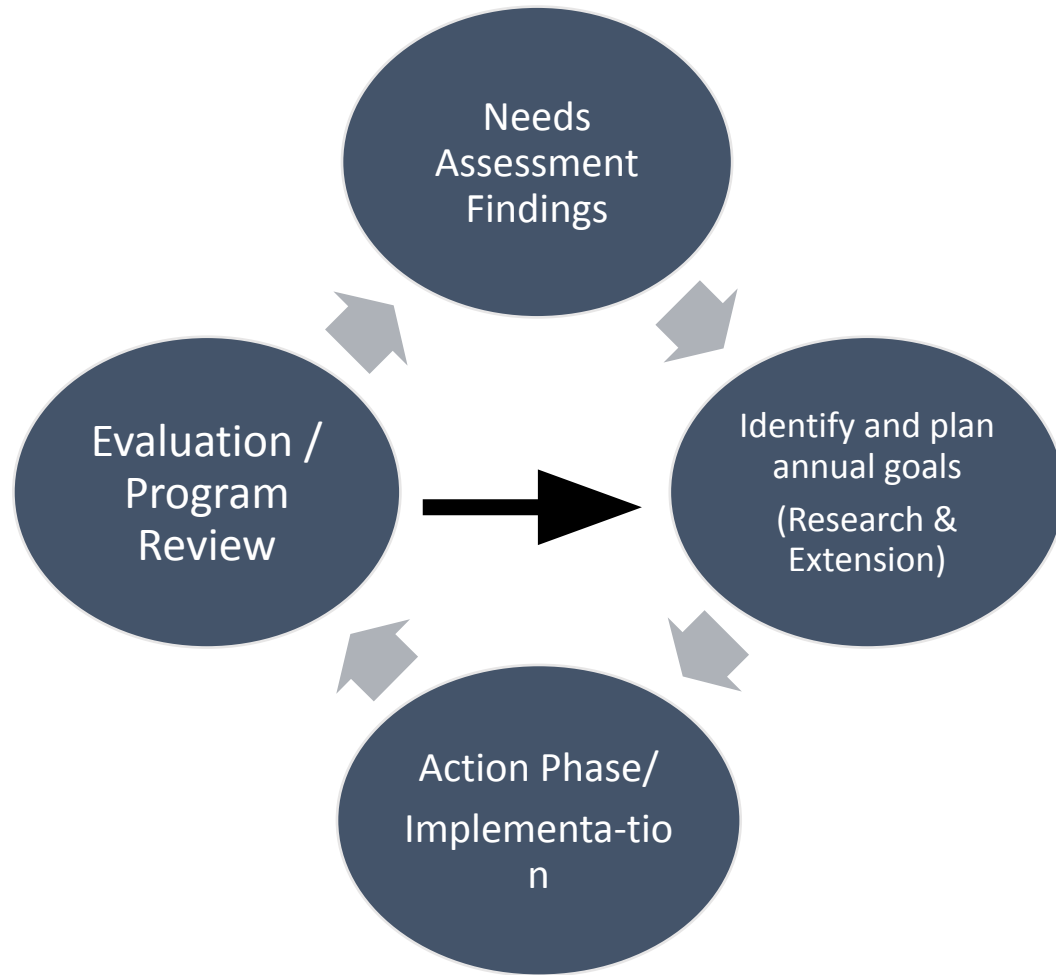 Needs
Assessment
Findings
Evaluation /
Program
Review
Identify and plan
annual goals
(Research &
Extension)
Action Phase/
Implementa-tio
n